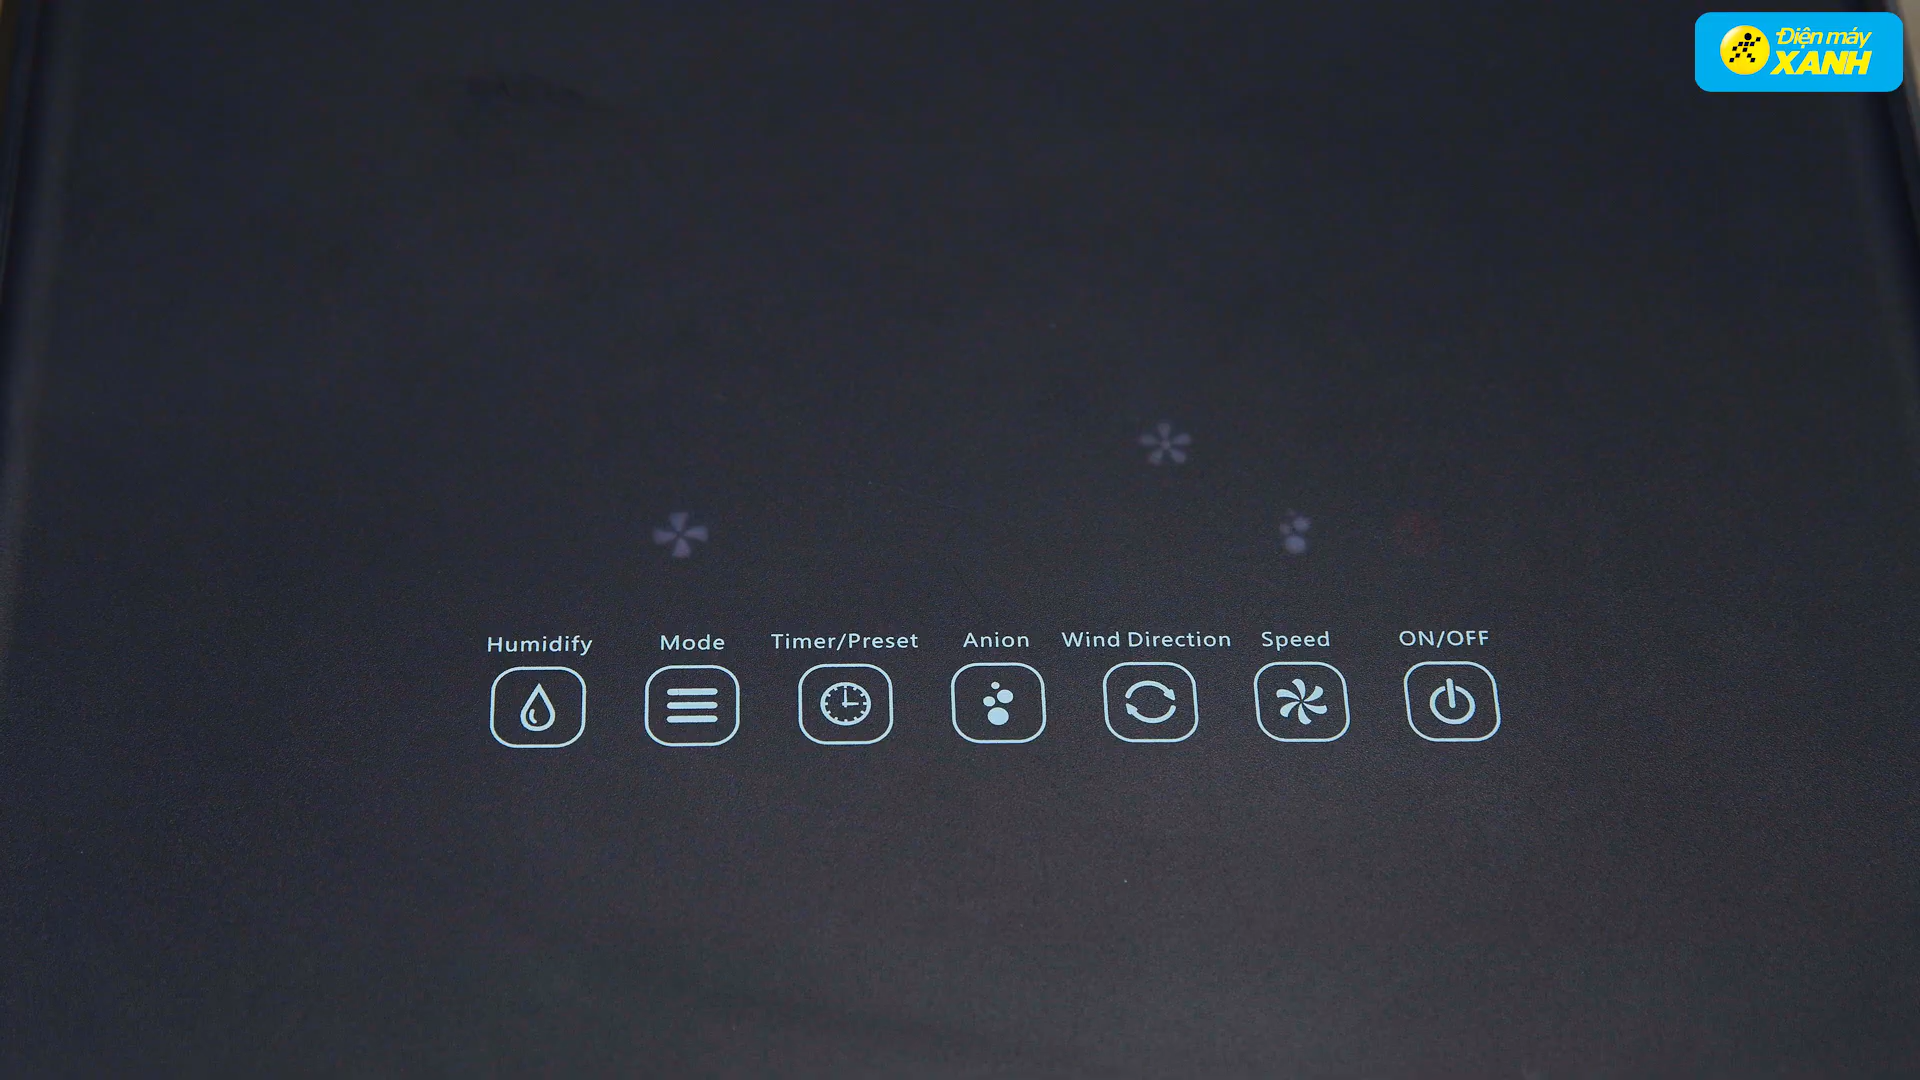 Điện máy
XANH
Humidify Mode Timer/Preset Anion Wind Direction Speed ON/OFF